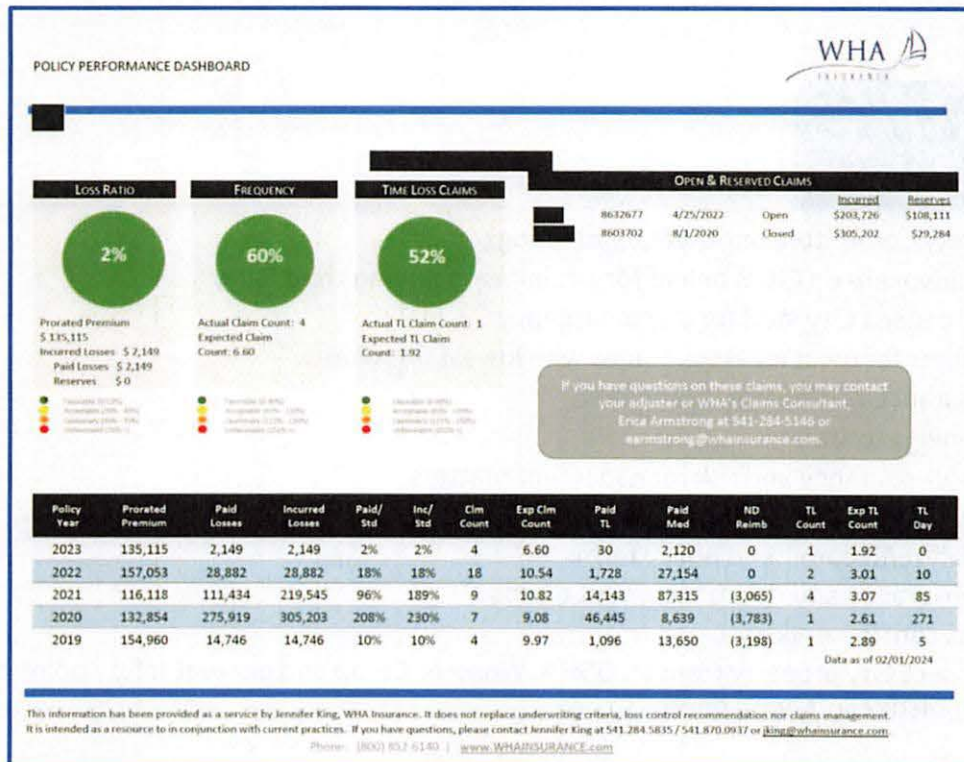 WHA
INSURANCE
POLICY PERFORMANCE DASHBOARD
LOSS RATIO
2%
Prorated Premium
$ 135,115
Incurred Losses $ 2,149
Paid Losses $ 2,149
Reserves $ 0
FREQUENCY
60%
Actual Claim Count: 4
Expected Claim
Count: 6.60
TIME LOSS CLAIMS
52%
Actual TL Claim Count: 1
Expected TL Claim
Count: 1.92
OPEN & RESERVED CLAIMS
Incurred Reserves
8632677 4/25/2022 Open $203,726 $108,111
8603702 8/1/2020 Closed $305,202 $29,284
If you have questions on these claims, you may contact
your adjuster or WHA's Claims Consultant,
Erica Armstrong at 541-284-5146 or
earmstrong@whainsurance.com.
Policy Year Prorated Premium Paid Losses Incurred Losses Paid/ Std Inc/ Std Clm Count Exp Clm Count Paid TL Paid Med ND Reimb TL Count Exp TL Count TL Day
2023 135,115 2,149 2,149 2% 2% 4 6.60 30 2,120 0 1 1.92 0
2022 157,053 28,882 28,882 18% 18% 18 10.54 1,728 27,154 0 2 3.01 10
2021 116,118 111,434 219,545 96% 189% 9 10.82 14,143 87,315 (3,065) 4 3.07 85
2020 132,854 275,919 305,203 208% 230% 7 9.08 46,445 8,639 (3,783) 1 2.61 271
2019 154,960 14,746 14,746 10% 10% 4 9.97 1,096 13,650 (3,198) 1 2.89 5
Data as of 02/01/2024
This information has been provided as a service by Jennifer King, WHA Insurance. It does not replace underwriting criteria, loss control recommendation nor claims management.
It is intended as a resource to in conjunction with current practices. If you have questions, please contact Jennifer King at 541.284.5835 / 541.870.0937 or jking@whainsurance.com.
Phone: (800) 852-6140 | www.WHAINSURANCE.com